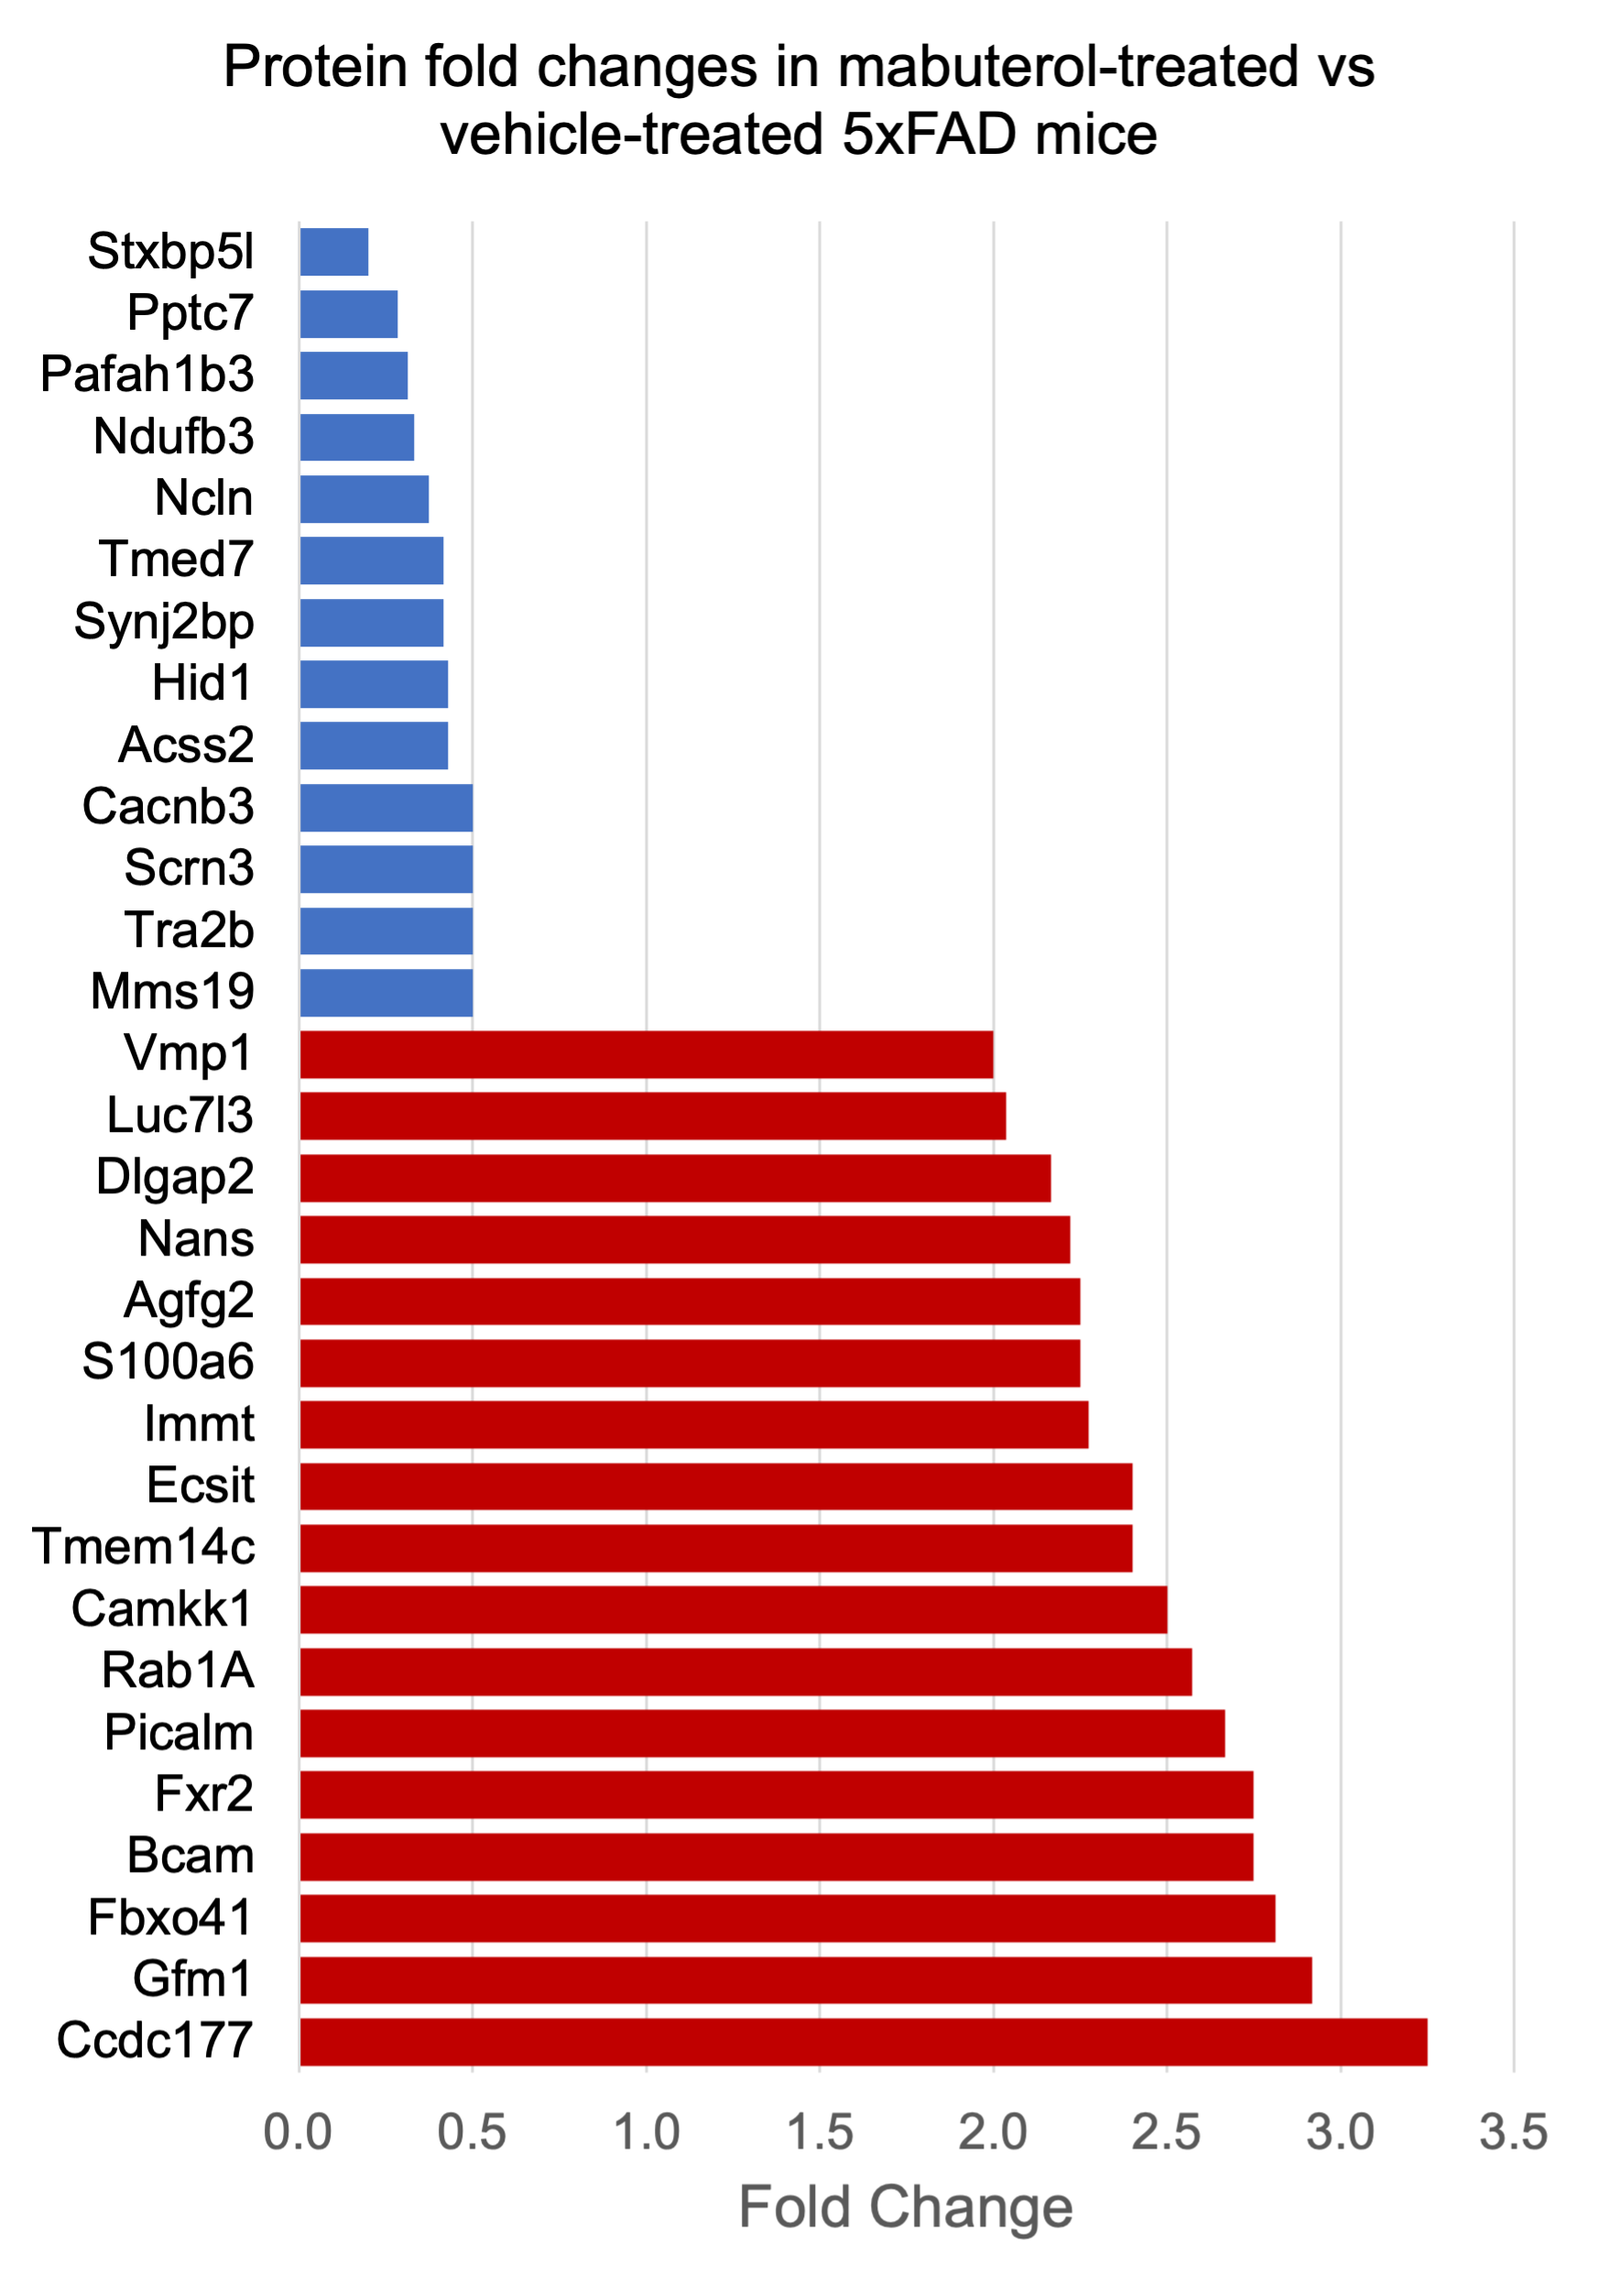 Protein fold changes in mabuterol-treated vs
vehicle-treated 5xFAD mice
Stxbp5l
Pptc7
Pafah1b3
Ndufb3
Ncln
Tmed7
Synj2bp
Hid1
Acss2
Cacnb3
Scrn3
Tra2b
Mms19
Vmp1
Luc7l3
Dlgap2
Nans
Agfg2
S100a6
Immt
Ecsit
Tmem14c
Camkk1
Rab1A
Picalm
Fxr2
Bcam
Fbxo41
Gfm1
Ccdc177
0.0 0.5 1.0 1.5 2.0 2.5 3.0 3.5
Fold Change